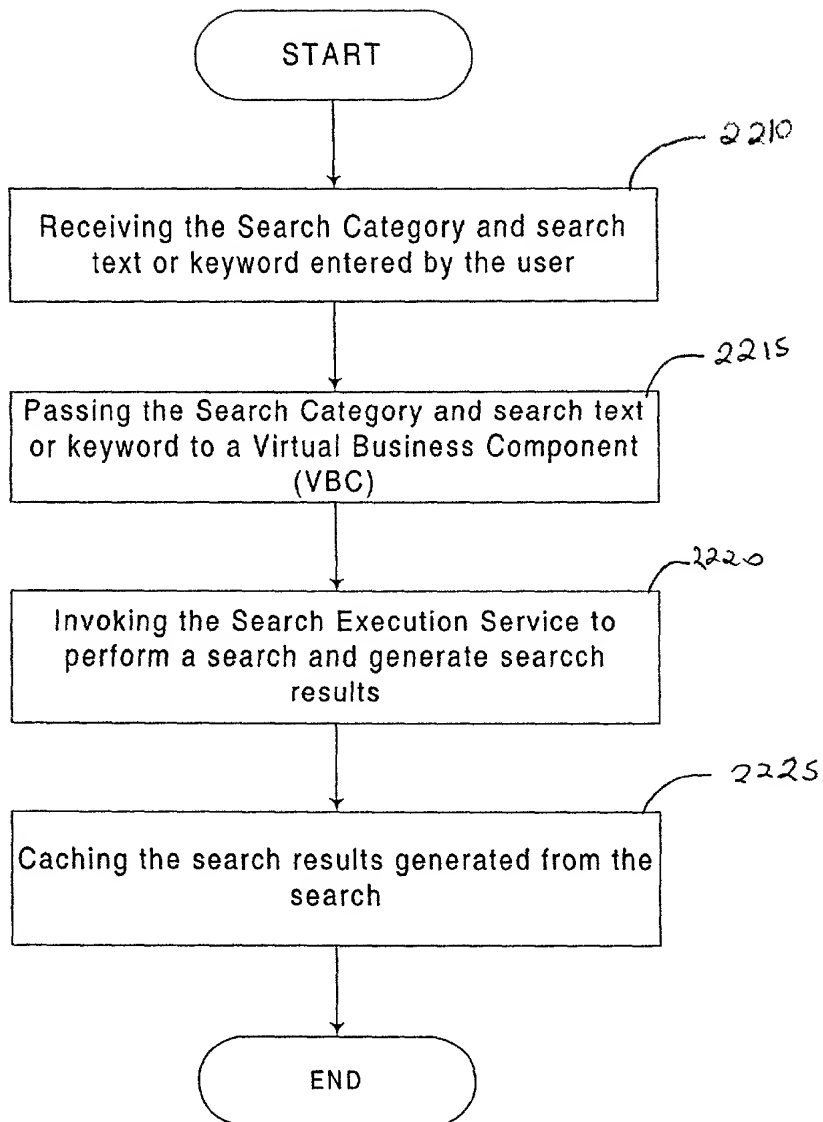 START
2210
Receiving the Search Category and search
text or keyword entered by the user
2215
Passing the Search Category and search text
or keyword to a Virtual Business Component
(VBC)
2220
Invoking the Search Execution Service to
perform a search and generate searcch
results
2225
Caching the search results generated from the
search
END